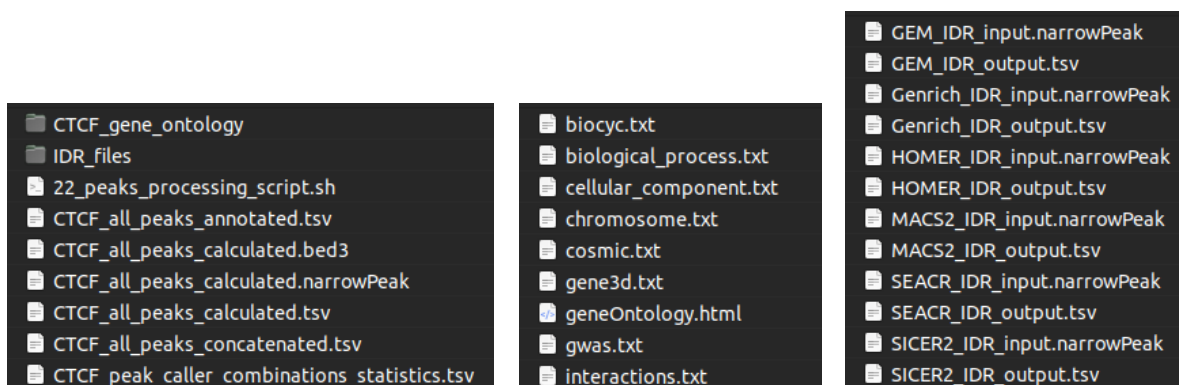 CTCF_gene_ontology
IDR_files
22_peaks_processing_script.sh
CTCF_all_peaks_annotated.tsv
CTCF_all_peaks_calculated.bed3
CTCF_all_peaks_calculated.narrowPeak
CTCF_all_peaks_calculated.tsv
CTCF_all_peaks_concatenated.tsv
CTCF_peak_caller_combinations_statistics.tsv
biocyc.txt
biological_process.txt
cellular_component.txt
chromosome.txt
cosmic.txt
gene3d.txt
geneOntology.html
gwas.txt
interactions.txt
GEM_IDR_input.narrowPeak
GEM_IDR_output.tsv
Genrich_IDR_input.narrowPeak
Genrich_IDR_output.tsv
HOMER_IDR_input.narrowPeak
HOMER_IDR_output.tsv
MACS2_IDR_input.narrowPeak
MACS2_IDR_output.tsv
SEACR_IDR_input.narrowPeak
SEACR_IDR_output.tsv
SICER2_IDR_input.narrowPeak
SICER2_IDR_output.tsv